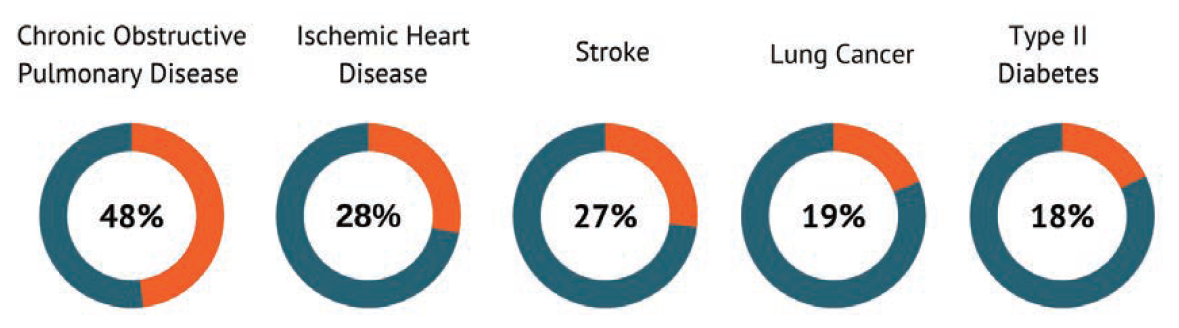 Chronic Obstructive
Pulmonary Disease
48%
Ischemic Heart
Disease
28%
Stroke
27%
Lung Cancer
19%
Type II
Diabetes
18%